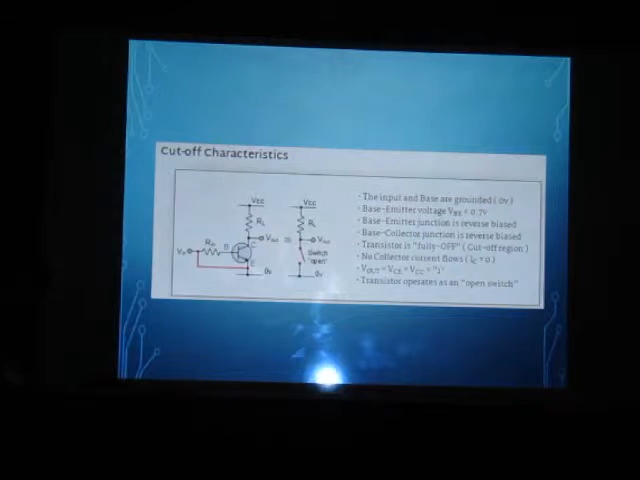 Cut-off Characteristics
Vcc
RL
Vout
Rin
B
C
E
0v
Vcc
RL
Vout
Switch
"open"
0v
• The input and Base are grounded ( 0v )
• Base-Emitter voltage VBE < 0.7v
• Base-Emitter junction is reverse biased
• Base-Collector junction is reverse biased
• Transistor is "fully-OFF" ( Cut-off region )
• No Collector current flows ( IC = 0 )
• VOUT = VCE = VCC = "1"
• Transistor operates as an "open switch"